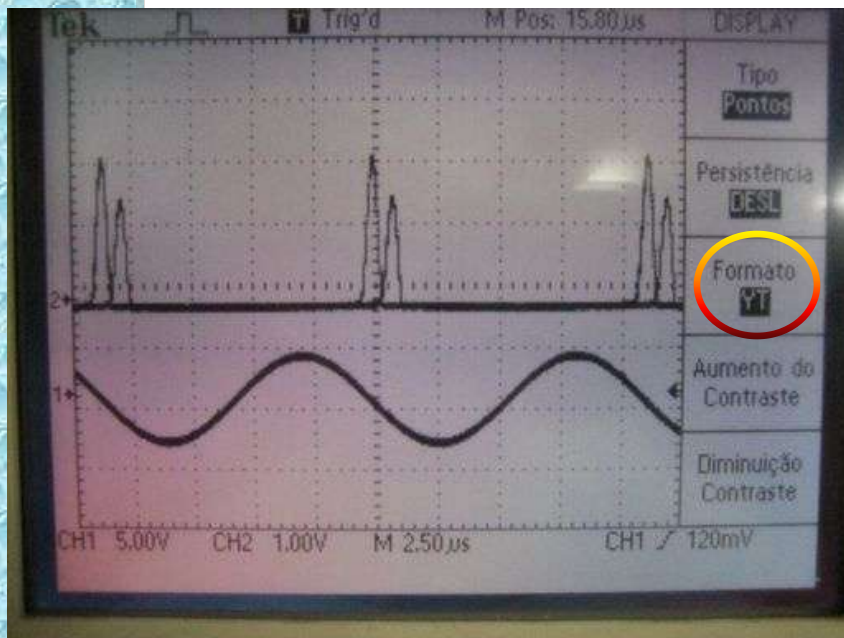 Tek T Trig'd M Pos: 15.80µs DISPLAY
Tipo
Pontos
Persistência
DESL
Formato
YT
Aumento do
Contraste
Diminuição
Contraste
2
1
CH1 5.00V CH2 1.00V M 2.50µs CH1 120mV